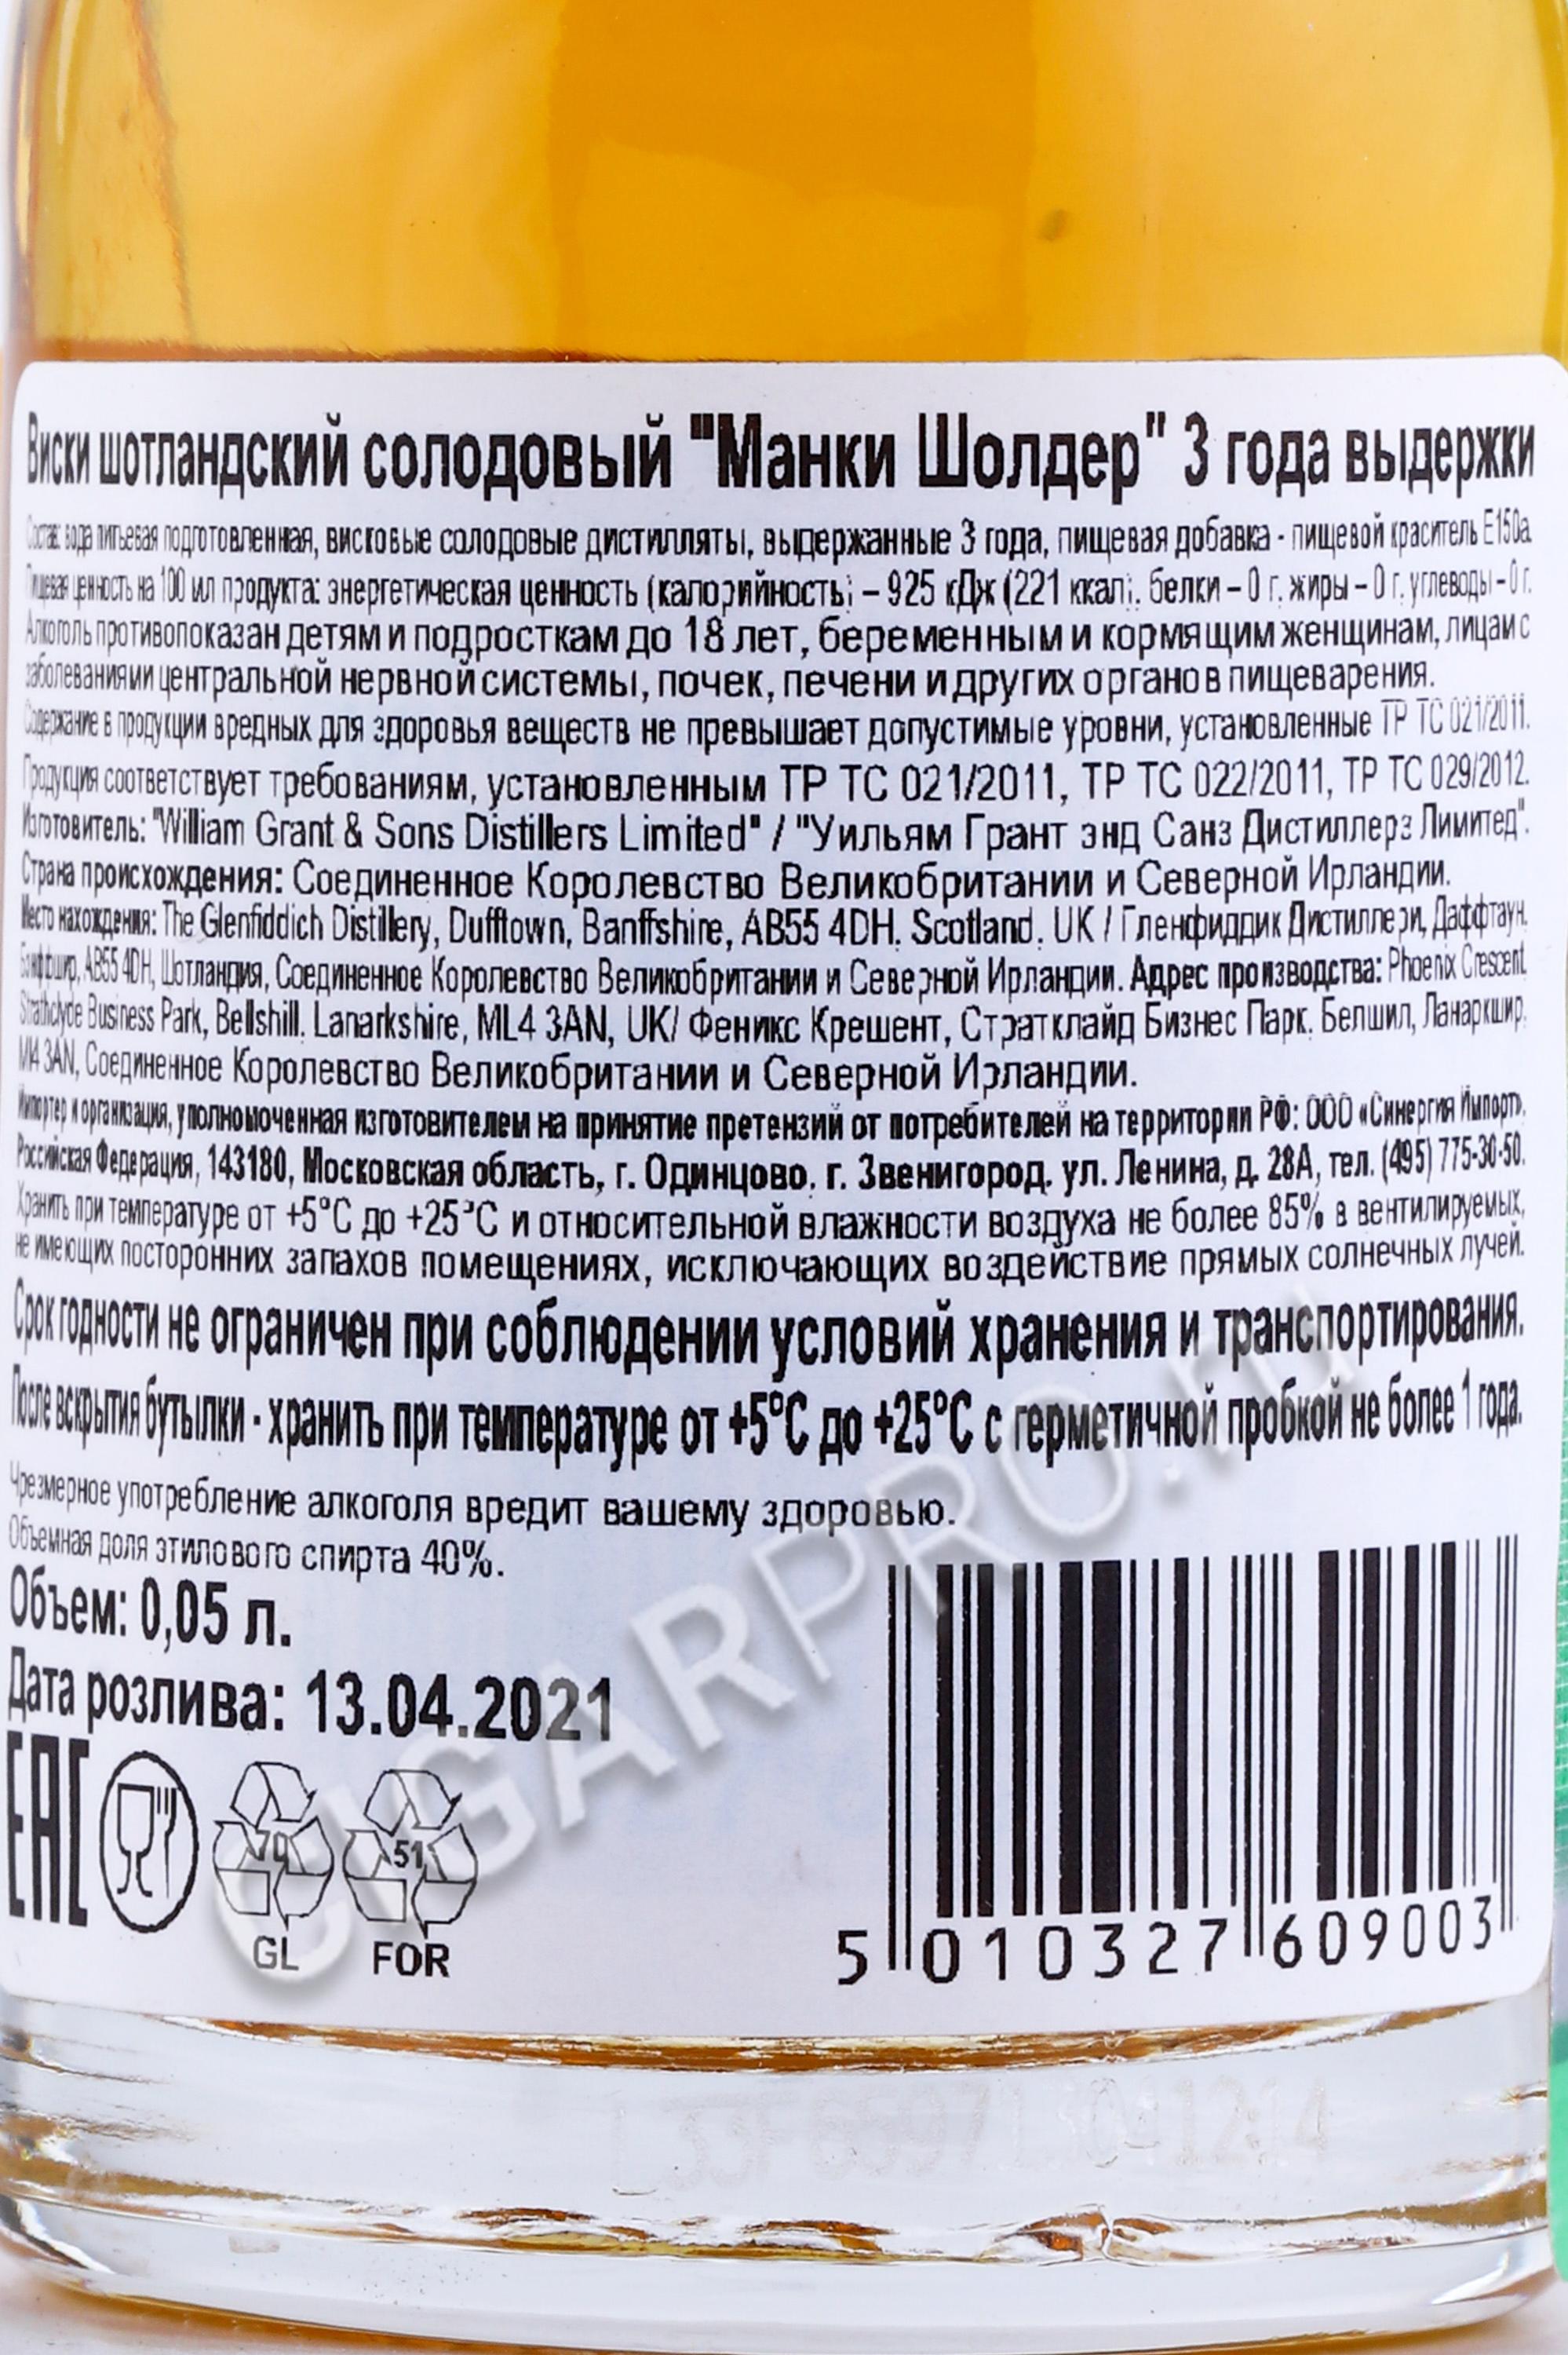 Виски шотландский солодовый "Манки Шолдер" 3 года выдержки
Состав: вода питьевая подготовленная, висковые солодовые дистилляты, выдержанные 3 года, пищевая добавка - пищевой краситель Е150а.
Пищевая ценность на 100 мл продукта: энергетическая ценность (калорийность) – 925 кДж (221 ккал). белки – 0 г. жиры – 0 г. углеводы – 0 г.
Алкоголь противопоказан детям и подросткам до 18 лет, беременным и кормящим женщинам, лицам с
заболеваниями центральной нервной системы, почек, печени и других органов пищеварения.
Содержание в продукции вредных для здоровья веществ не превышает допустимые уровни, установленные ТР ТС 021/2011.
Продукция соответствует требованиям, установленным ТР ТС 021/2011, ТР ТС 022/2011, ТР ТС 029/2012.
Изготовитель: "William Grant & Sons Distillers Limited" / "Уильям Грант энд Санз Дистиллерз Лимитед".
Страна происхождения: Соединенное Королевство Великобритании и Северной Ирландии.
Место нахождения: The Glenfiddich Distillery, Dufftown, Banffshire, AB55 4DH. Scotland. UK / Гленфиддик Дистиллери, Даффтаун.
Банффшир, AB55 4DH, Шотландия, Соединенное Королевство Великобритании и Северной Ирландии. Адрес производства: Phoenix Crescent,
Strathclyde Business Park, Bellshill. Lanarkshire, ML4 3AN, UK/ Феникс Крешент, Стратклайд Бизнес Парк. Белшил, Ланаркшир.
Ml4 3AN, Соединенное Королевство Великобритании и Северной Ирландии.
Импортер и организация, уполномоченная изготовителем на принятие претензий от потребителей на территории РФ: ООО «Синергия Импорт».
Российская Федерация, 143180, Московская область, г. Одинцово. г. Звенигород. ул. Ленина, д. 28А, тел. (495) 775-30-50.
Хранить при температуре от +5°С до +25°С и относительной влажности воздуха не более 85% в вентилируемых,
не имеющих посторонних запахов помещениях, исключающих воздействие прямых солнечных лучей.
Срок годности не ограничен при соблюдении условий хранения и транспортирования.
После вскрытия бутылки - хранить при температуре от +5°С до +25°С с герметичной пробкой не более 1 года.
Чрезмерное употребление алкоголя вредит вашему здоровью.
Объемная доля этилового спирта 40%.
Объем: 0,05 л.
Дата розлива: 13.04.2021
EAC
70
GL
51
FOR
5 010327 609003
CIGARPRO.ru